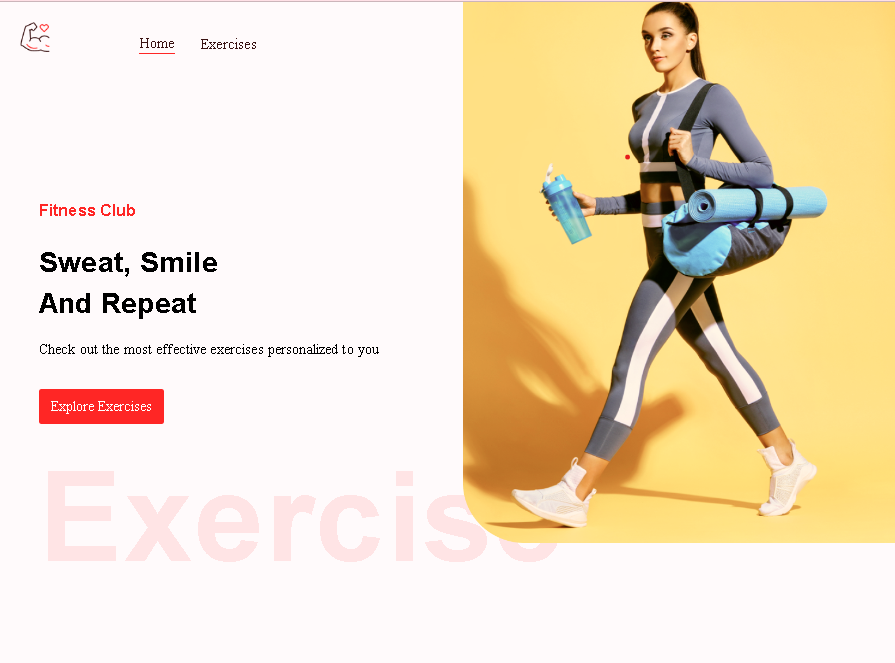 Home
Exercises
Fitness Club
Sweat, Smile
And Repeat
Check out the most effective exercises personalized to you
Explore Exercises
Exercise